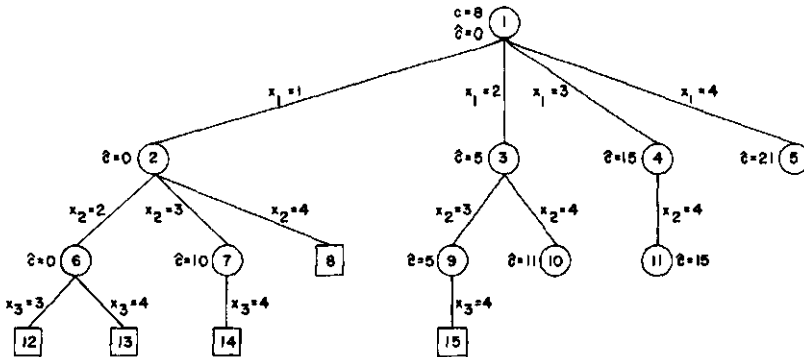 c=8
ĉ=0 1
x₁=1 x₁=2 x₁=3 x₁=4
ĉ=0 2 ĉ=5 3 ĉ=15 4 ĉ=21 5
x₂=2 x₂=3 x₂=4 x₂=3 x₂=4 x₂=4
ĉ=0 6 ĉ=10 7 8 ĉ=5 9 ĉ=11 10 11 ĉ=15
x₃=3 x₃=4 x₃=4 x₃=4
12 13 14 15